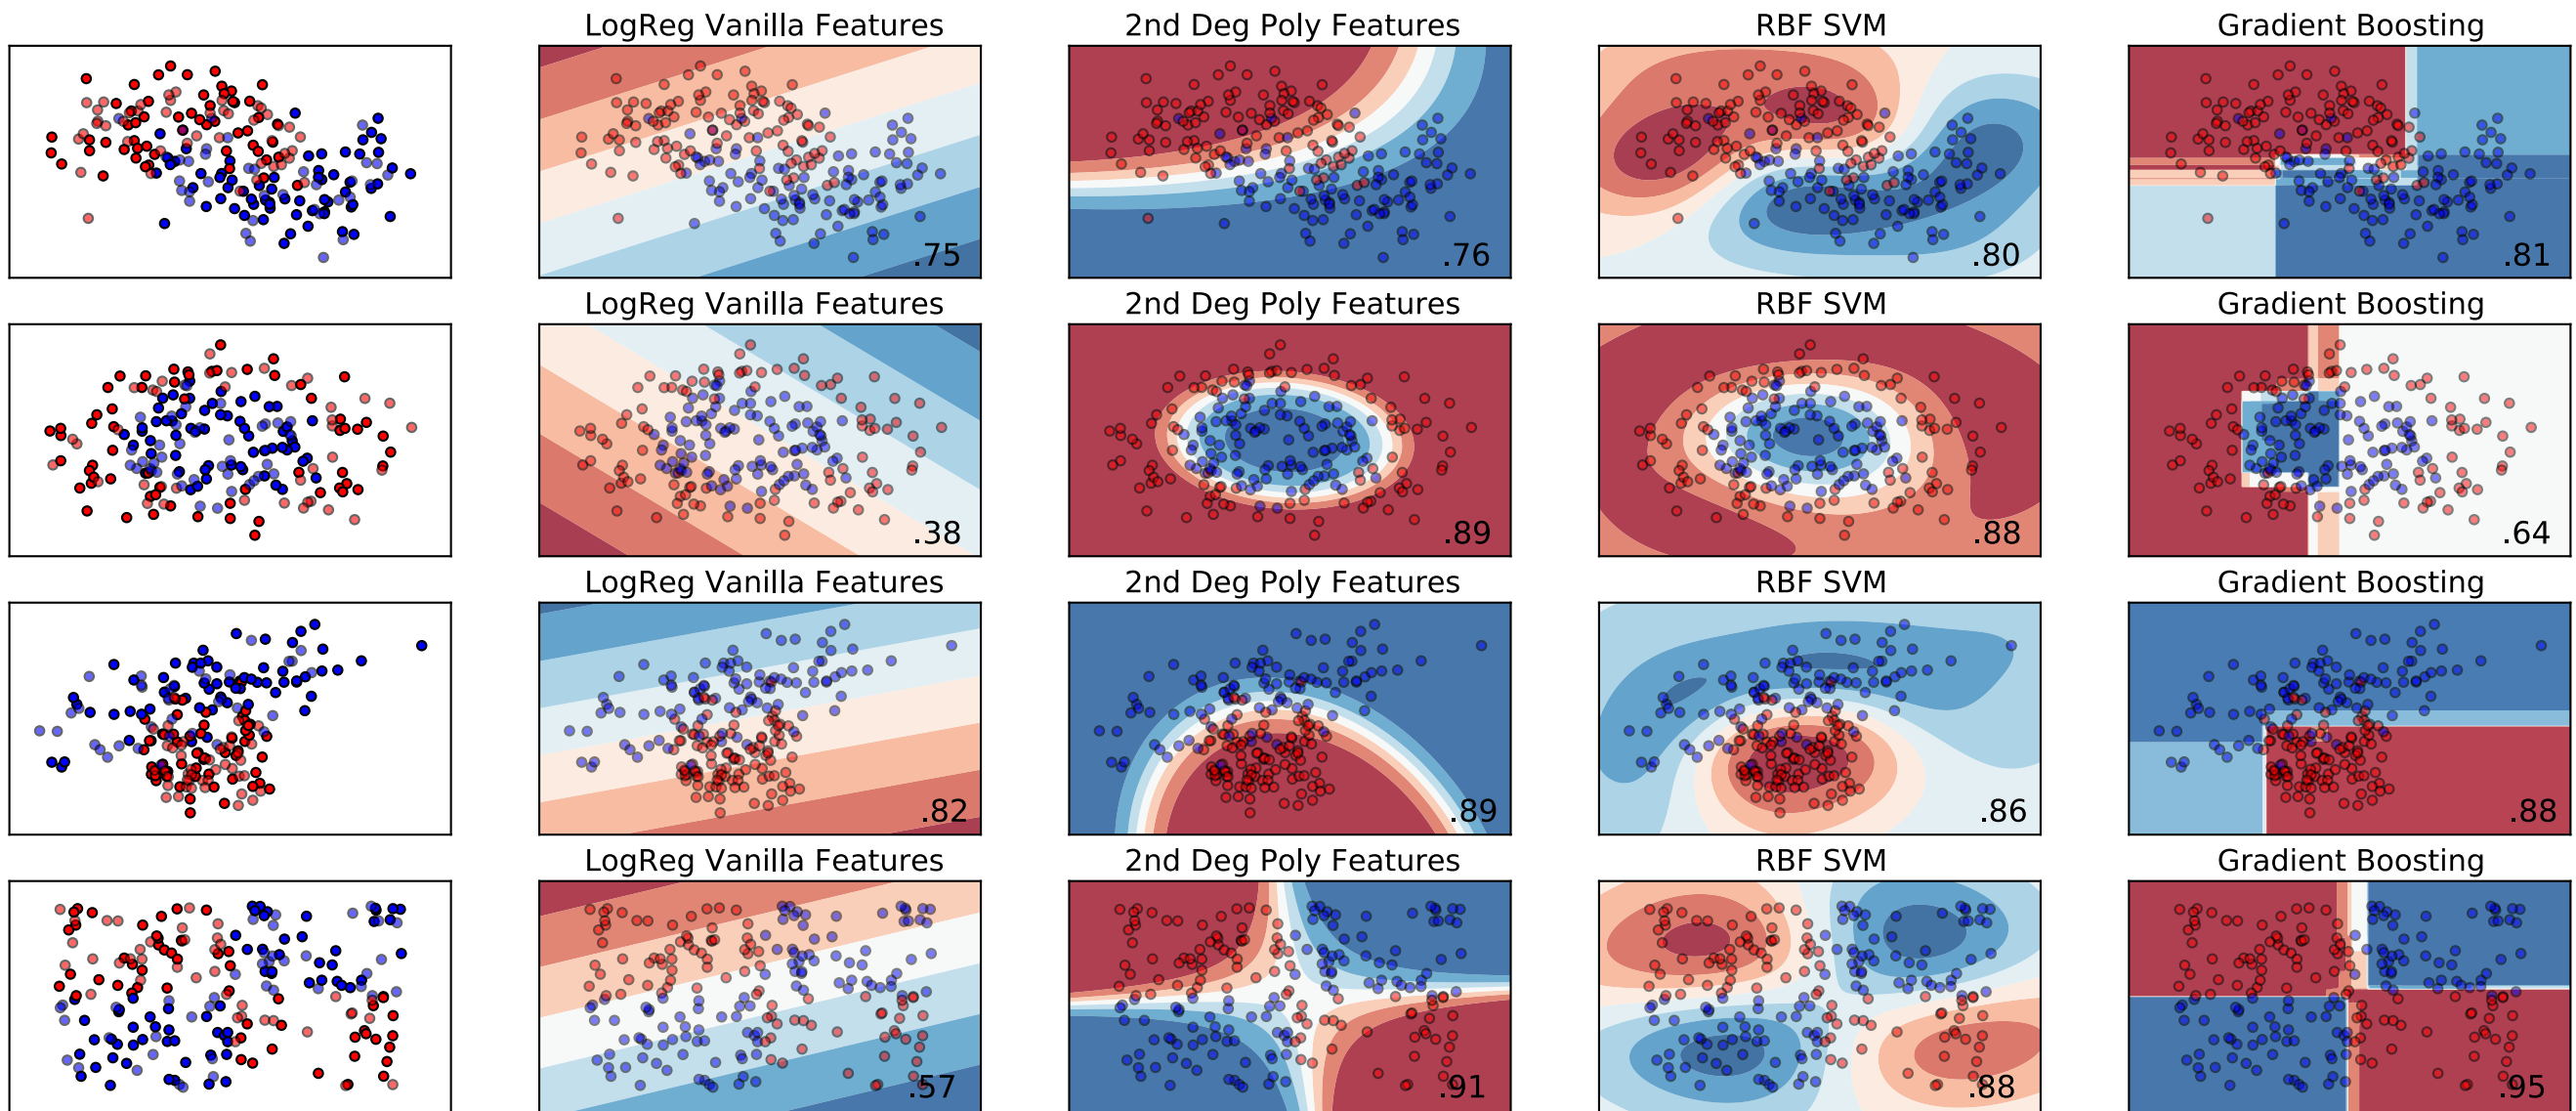 LogReg Vanilla Features 2nd Deg Poly Features RBF SVM Gradient Boosting
.75 .76 .80 .81
LogReg Vanilla Features 2nd Deg Poly Features RBF SVM Gradient Boosting
.38 .89 .88 .64
LogReg Vanilla Features 2nd Deg Poly Features RBF SVM Gradient Boosting
.82 .89 .86 .88
LogReg Vanilla Features 2nd Deg Poly Features RBF SVM Gradient Boosting
.57 .91 .88 .95